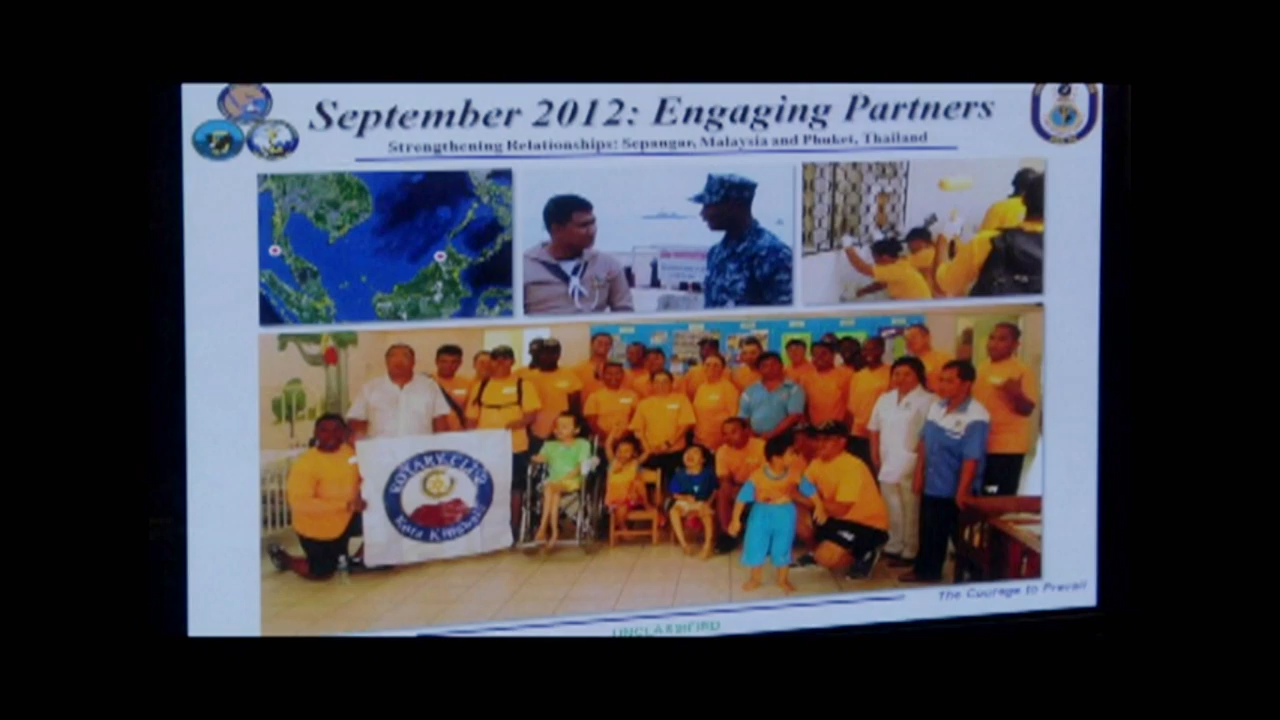 September 2012: Engaging Partners
Strengthening Relationships: Sepangar, Malaysia and Phuket, Thailand
ROTARY CLUB
Kota Kinabalu
The Courage to Prevail
UNCLASSIFIED